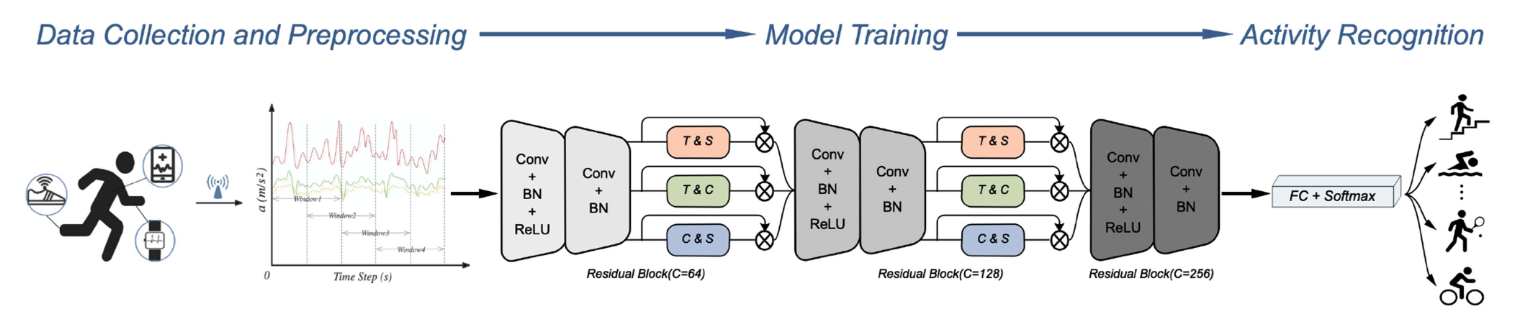 Data Collection and Preprocessing
Model Training
Activity Recognition
a (m/s²)
Window1
Window2
Window3
Window4
0
Time Step (s)
Conv
+
BN
+
ReLU
Conv
+
BN
T & S
T & C
C & S
Residual Block(C=64)
Conv
+
BN
+
ReLU
Conv
+
BN
T & S
T & C
C & S
Residual Block(C=128)
Conv
+
BN
+
ReLU
Conv
+
BN
Residual Block(C=256)
FC + Softmax